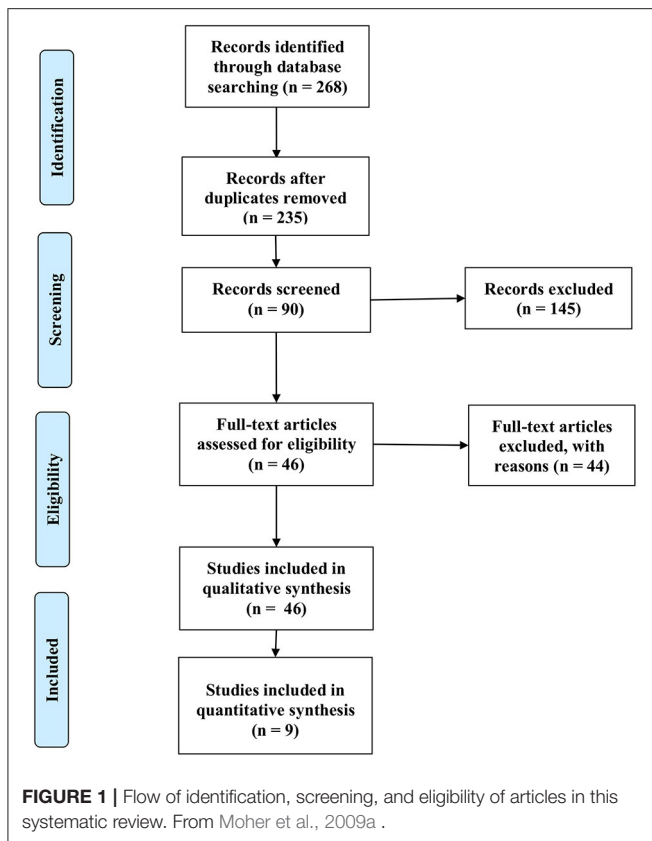 Identification
Records identified
through database
searching (n = 268)
Records after
duplicates removed
(n = 235)
Screening
Records screened
(n = 90)
Records excluded
(n = 145)
Eligibility
Full-text articles
assessed for eligibility
(n = 46)
Full-text articles
excluded, with
reasons (n = 44)
Included
Studies included in
qualitative synthesis
(n = 46)
Studies included in
quantitative synthesis
(n = 9)
FIGURE 1 | Flow of identification, screening, and eligibility of articles in this
systematic review. From Moher et al., 2009a .